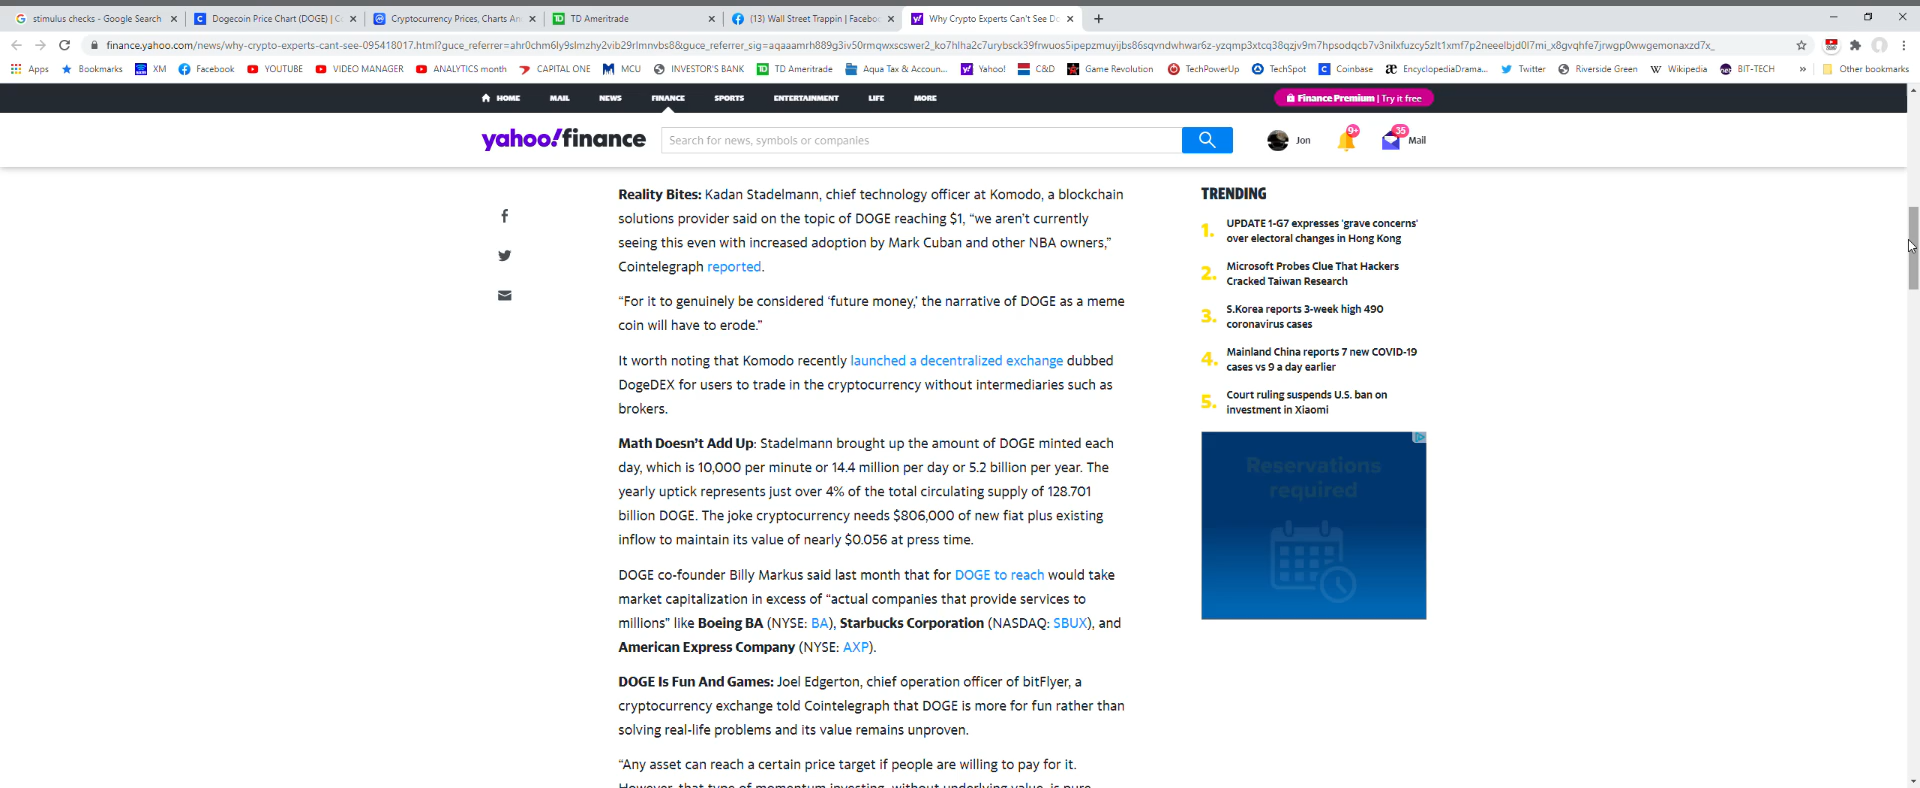 stimulus checks - Google Search
Dogecoin Price Chart (DOGE) | C
Cryptocurrency Prices, Charts An
TD Ameritrade
(13) Wall Street Trappin | Facebo
Why Crypto Experts Can't See Do
finance.yahoo.com/news/why-crypto-experts-cant-see-095418017.html?guce_referrer=
Apps
Bookmarks
XM
Facebook
YOUTUBE
VIDEO MANAGER
ANALYTICS month
CAPITAL ONE
MCU
INVESTOR'S BANK
TD Ameritrade
Aqua Tax & Accoun...
Yahoo!
C&D
Game Revolution
TechPowerUp
TechSpot
Coinbase
EncyclopediaDrama...
Twitter
Riverside Green
Wikipedia
BIT-TECH
»
Other bookmarks
HOME
MAIL
NEWS
FINANCE
SPORTS
ENTERTAINMENT
LIFE
MORE
Finance Premium | Try it free
yahoo!finance
Search for news, symbols or companies
Jon
9+
35
Mail
Reality Bites: Kadan Stadelmann, chief technology officer at Komodo, a blockchain
solutions provider said on the topic of DOGE reaching $1, “we aren't currently
seeing this even with increased adoption by Mark Cuban and other NBA owners,”
Cointelegraph reported.
“For it to genuinely be considered ‘future money,’ the narrative of DOGE as a meme
coin will have to erode.”
It worth noting that Komodo recently launched a decentralized exchange dubbed
DogeDEX for users to trade in the cryptocurrency without intermediaries such as
brokers.
Math Doesn't Add Up: Stadelmann brought up the amount of DOGE minted each
day, which is 10,000 per minute or 14.4 million per day or 5.2 billion per year. The
yearly uptick represents just over 4% of the total circulating supply of 128.701
billion DOGE. The joke cryptocurrency needs $806,000 of new fiat plus existing
inflow to maintain its value of nearly $0.056 at press time.
DOGE co-founder Billy Markus said last month that for DOGE to reach would take
market capitalization in excess of “actual companies that provide services to
millions” like Boeing BA (NYSE: BA), Starbucks Corporation (NASDAQ: SBUX), and
American Express Company (NYSE: AXP).
DOGE Is Fun And Games: Joel Edgerton, chief operation officer of bitFlyer, a
cryptocurrency exchange told Cointelegraph that DOGE is more for fun rather than
solving real-life problems and its value remains unproven.
“Any asset can reach a certain price target if people are willing to pay for it.
However, that type of momentum investing, without underlying value, is pure
TRENDING
1. UPDATE 1-G7 expresses 'grave concerns'
over electoral changes in Hong Kong
2. Microsoft Probes Clue That Hackers
Cracked Taiwan Research
3. S.Korea reports 3-week high 490
coronavirus cases
4. Mainland China reports 7 new COVID-19
cases vs 9 a day earlier
5. Court ruling suspends U.S. ban on
investment in Xiaomi
Reservations
required